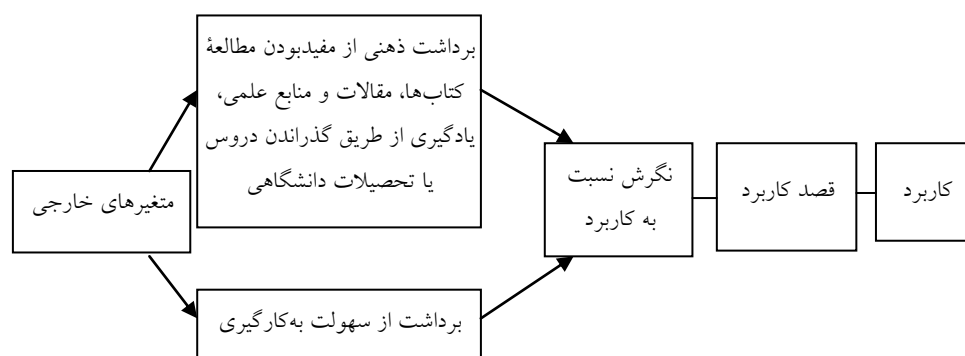 برداشت ذهنی از مفیدبودن مطالعهٔ
کتاب‌ها، مقالات و منابع علمی،
یادگیری از طریق گذراندن دروس
یا تحصیلات دانشگاهی
متغیرهای خارجی
برداشت از سهولت به‌کارگیری
نگرش نسبت
به کاربرد
قصد کاربرد
کاربرد